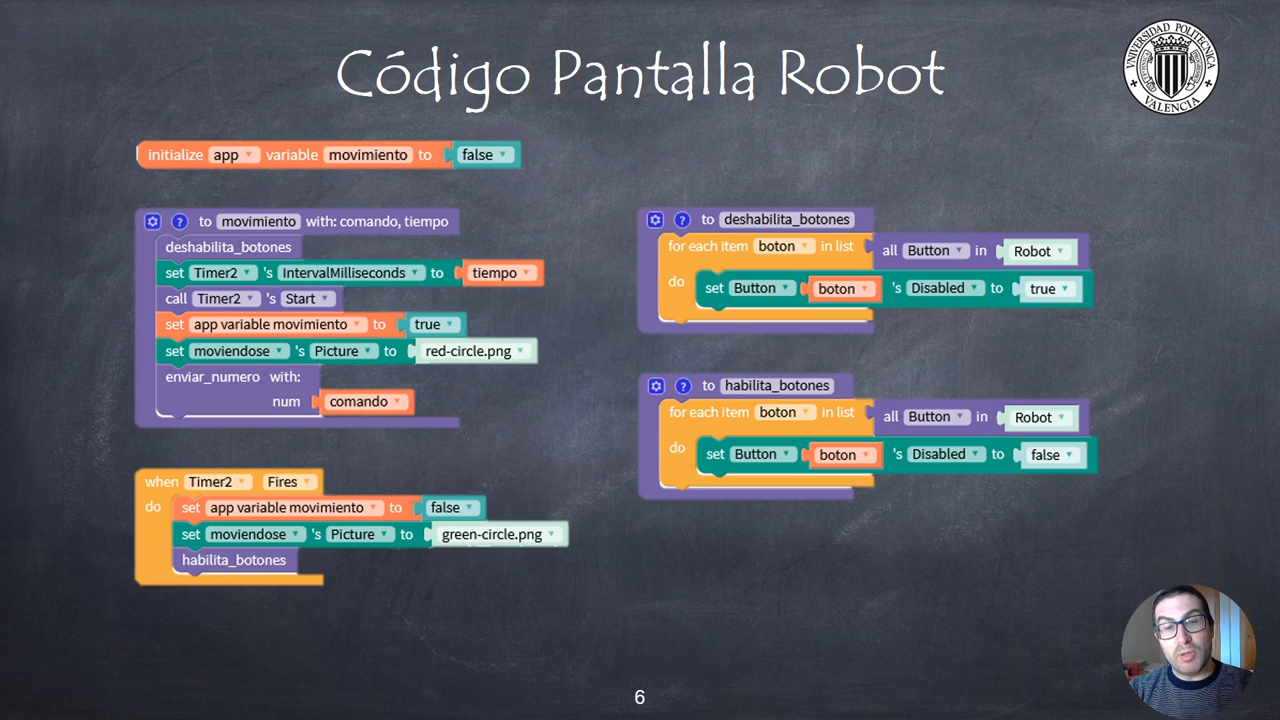 Código Pantalla Robot
UNIVERSIDAD POLITECNICA
VALENCIA
initialize app variable movimiento to false
to movimiento with: comando, tiempo
deshabilita_botones
set Timer2 's IntervalMilliseconds to tiempo
call Timer2 's Start
set app variable movimiento to true
set moviendose 's Picture to red-circle.png
enviar_numero with:
num comando
when Timer2 Fires
do set app variable movimiento to false
set moviendose 's Picture to green-circle.png
habilita_botones
? to deshabilita_botones
for each item boton in list all Button in Robot
do set Button boton 's Disabled to true
? to habilita_botones
for each item boton in list all Button in Robot
do set Button boton 's Disabled to false
6